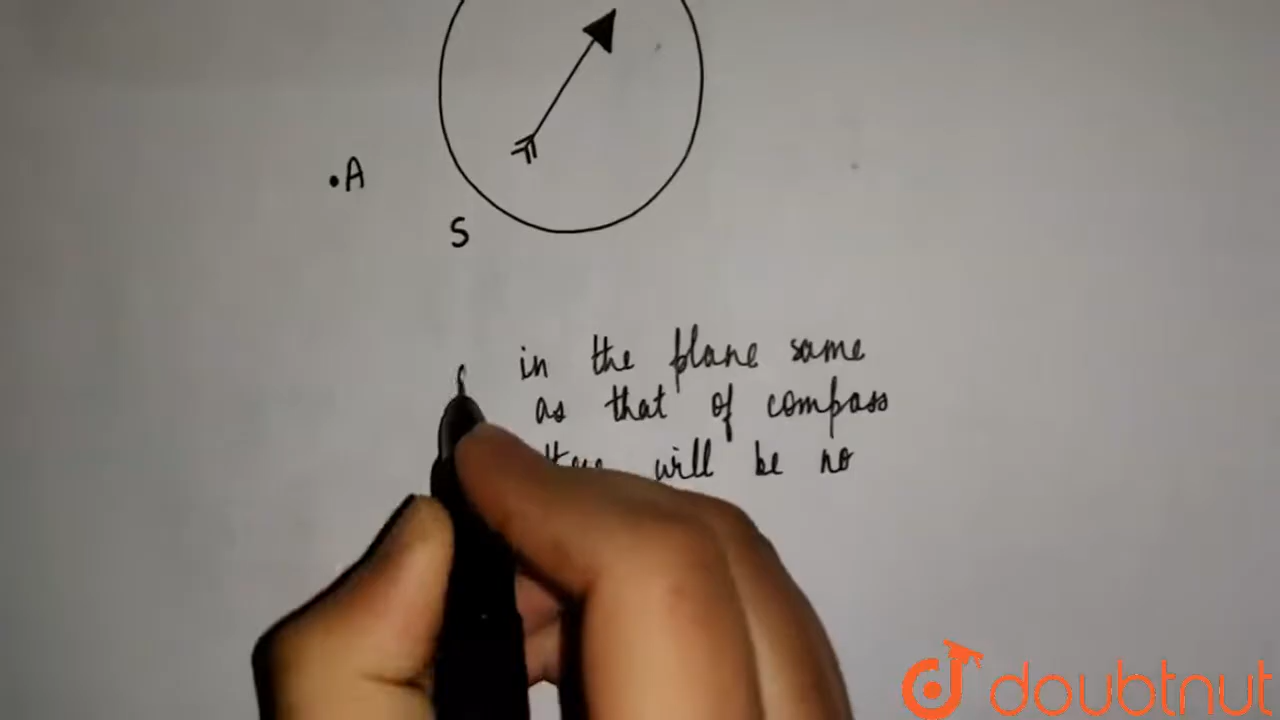 A
S
in the plane same
as that of compass
will be no
doubtnut